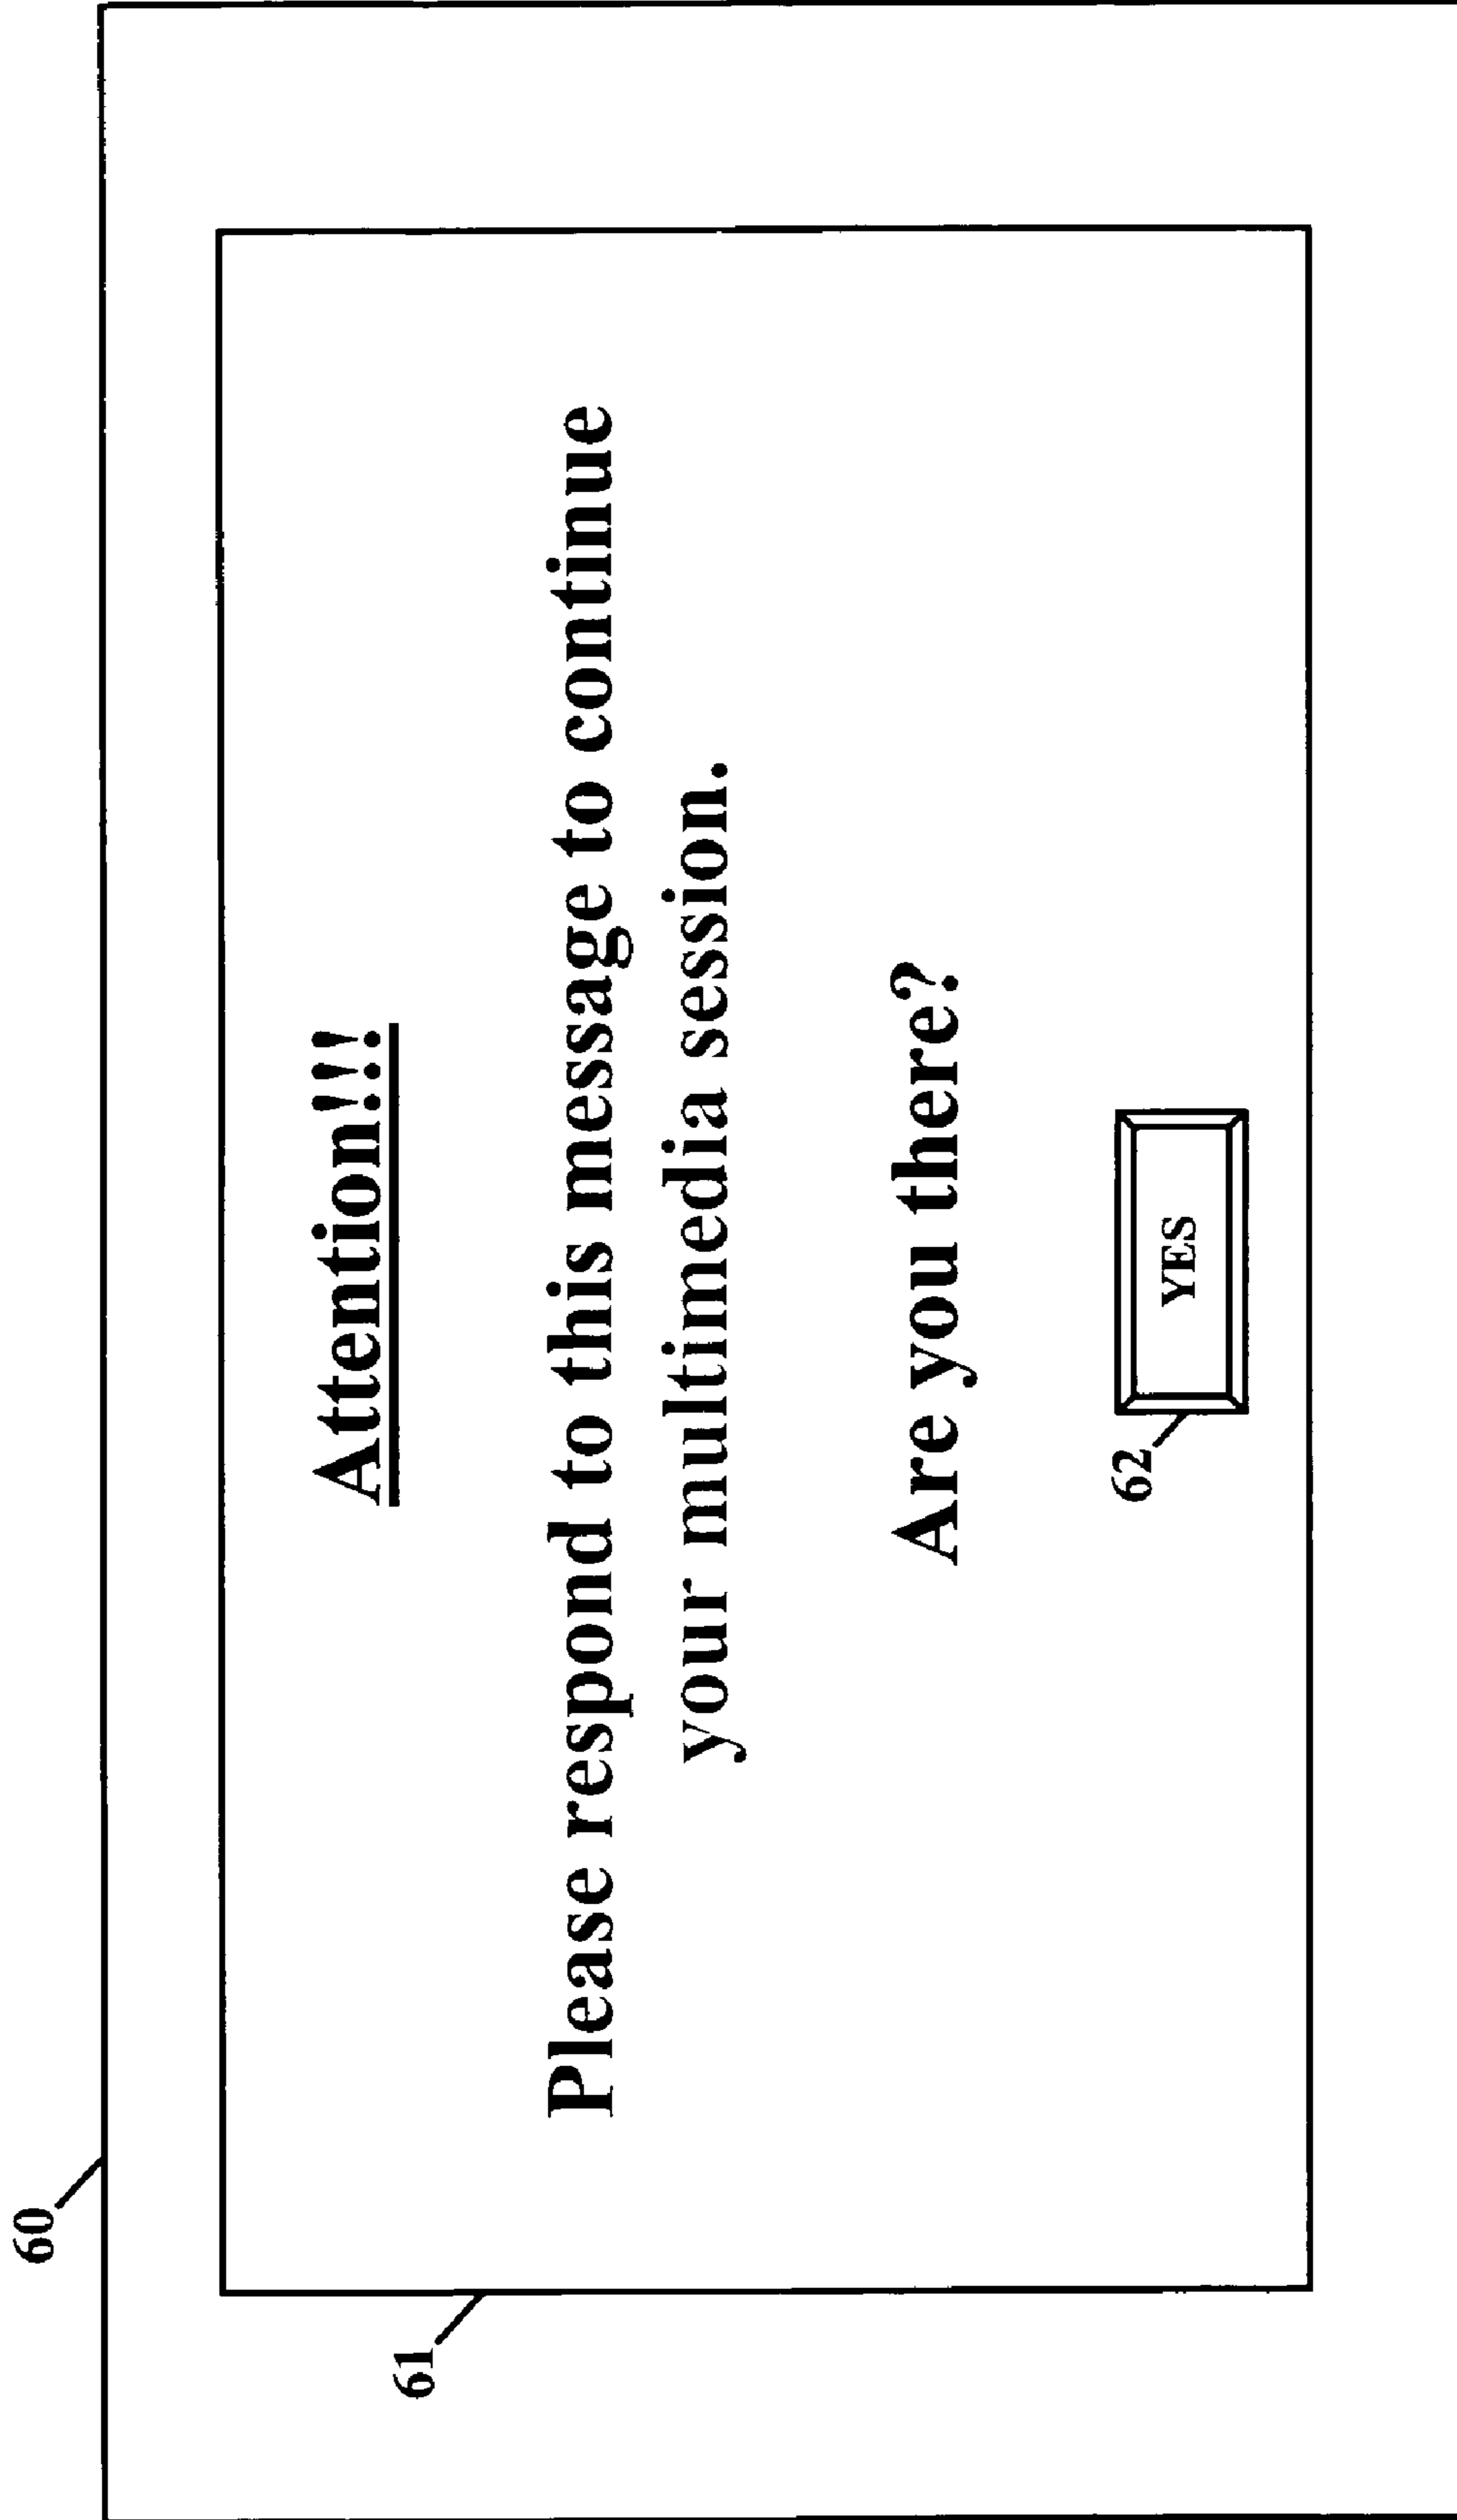 60
61
Attention!!!
Please respond to this message to continue
your multimedia session.
Are you there?
62
YES